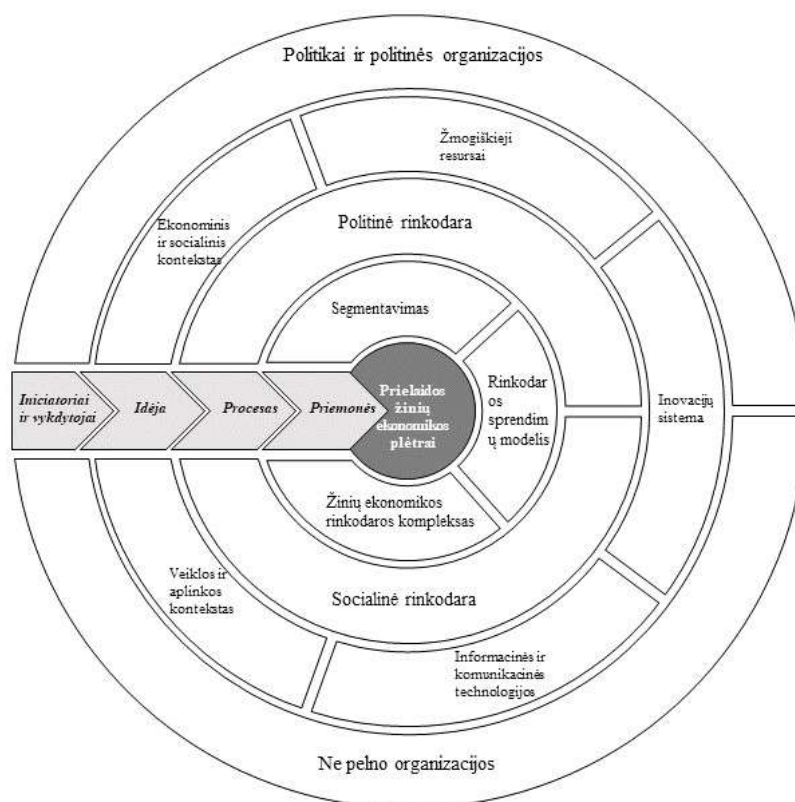 Politikai ir politinės organizacijos
Žmogiškieji
resursai
Ekonominis
ir socialinis
kontekstas
Politinė rinkodara
Segmentavimas
Iniciatoriai
ir vykdytojai
Idėja
Procesas
Priemonės
Prielaidos
žinių
ekonomikos
plėtrai
Rinkodar
os
sprendim
ų modelis
Inovacijų
sistema
Žinių ekonomikos
rinkodaros kompleksas
Veiklos ir
aplinkos
kontekstas
Socialinė rinkodara
Informacinės ir
komunikacinės
technologijos
Ne pelno organizacijos